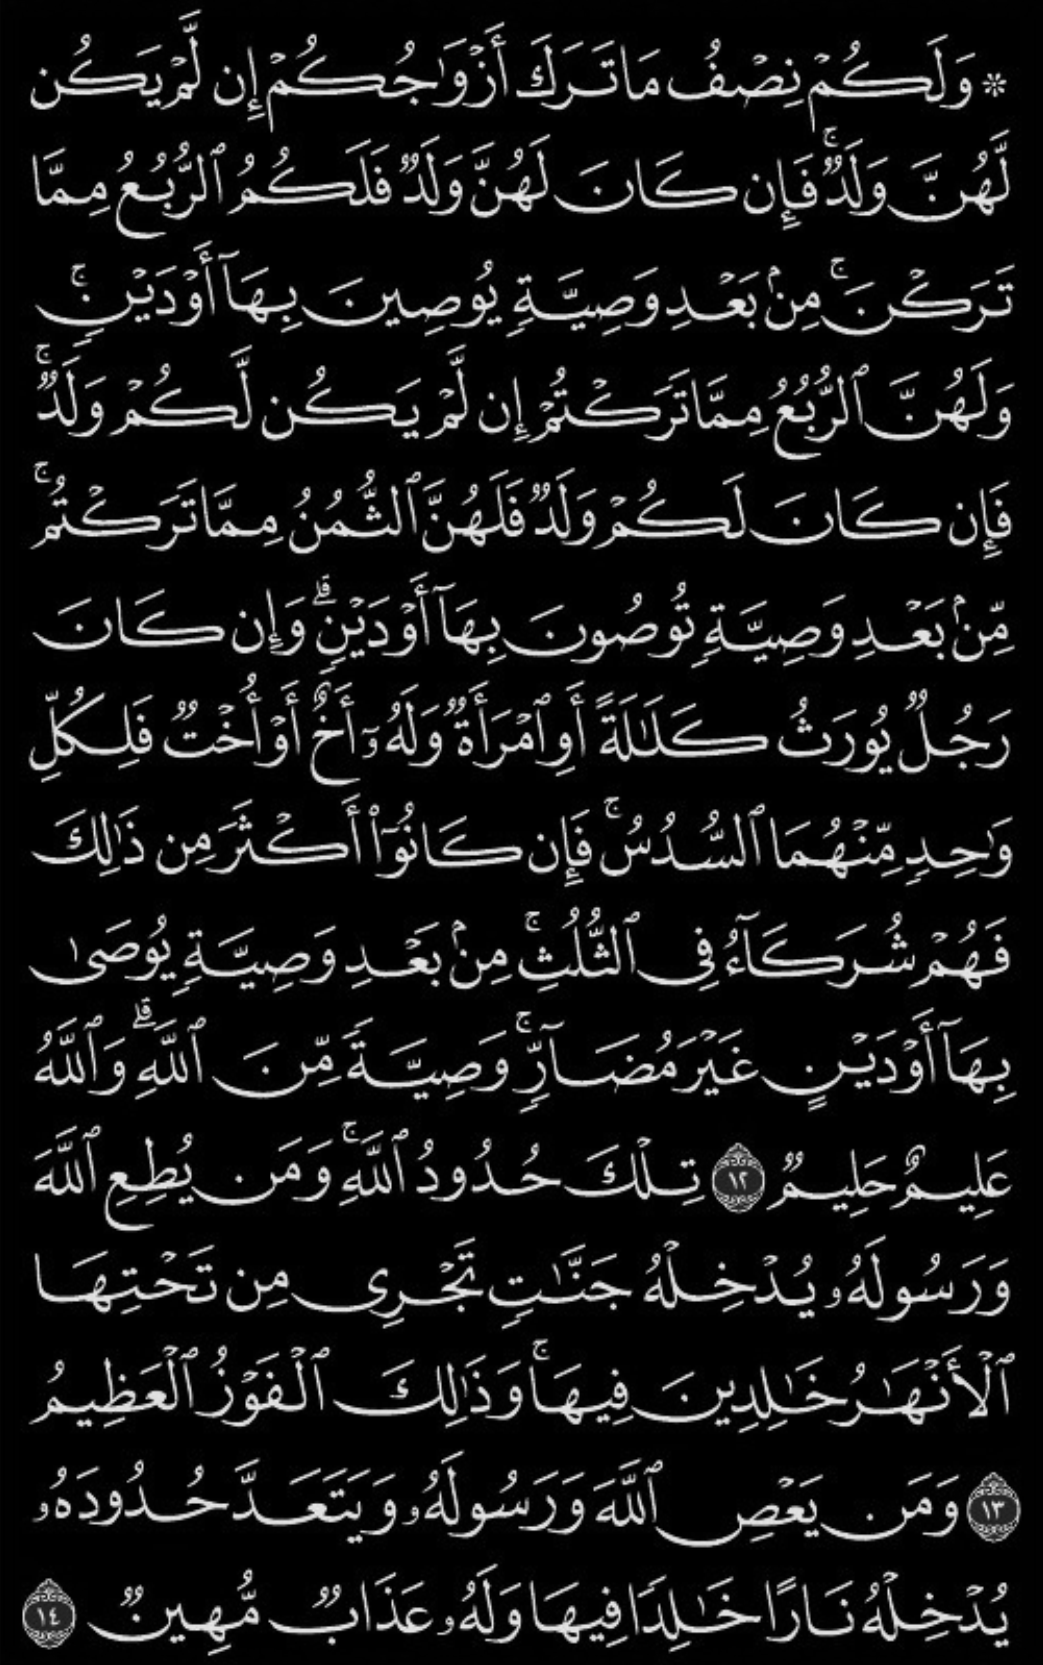 ۞ وَلَكُمْ نِصْفُ مَا تَرَكَ أَزْوَٰجُكُمْ إِن لَّمْ يَكُن
لَّهُنَّ وَلَدٌ ۚ فَإِن كَانَ لَهُنَّ وَلَدٌ فَلَكُمُ ٱلرُّبُعُ مِمَّا
تَرَكْنَ ۚ مِنۢ بَعْدِ وَصِيَّةٍ يُوصِينَ بِهَآ أَوْ دَيْنٍ ۚ
وَلَهُنَّ ٱلرُّبُعُ مِمَّا تَرَكْتُمْ إِن لَّمْ يَكُن لَّكُمْ وَلَدٌ ۚ
فَإِن كَانَ لَكُمْ وَلَدٌ فَلَهُنَّ ٱلثُّمُنُ مِمَّا تَرَكْتُم ۚ
مِّنۢ بَعْدِ وَصِيَّةٍ تُوصُونَ بِهَآ أَوْ دَيْنٍ ۗ وَإِن كَانَ
رَجُلٌ يُورَثُ كَلَـٰلَةً أَوِ ٱمْرَأَةٌ وَلَهُۥٓ أَخٌ أَوْ أُخْتٌ فَلِكُلِّ
وَٰحِدٍ مِّنْهُمَا ٱلسُّدُسُ ۚ فَإِن كَانُوٓا۟ أَكْثَرَ مِن ذَٰلِكَ
فَهُمْ شُرَكَآءُ فِى ٱلثُّلُثِ ۚ مِنۢ بَعْدِ وَصِيَّةٍ يُوصَىٰ
بِهَآ أَوْ دَيْنٍ غَيْرَ مُضَآرٍّ ۚ وَصِيَّةً مِّنَ ٱللَّهِ ۗ وَٱللَّهُ
عَلِيمٌ حَلِيمٌ ١٢ تِلْكَ حُدُودُ ٱللَّهِ ۚ وَمَن يُطِعِ ٱللَّهَ
وَرَسُولَهُۥ يُدْخِلْهُ جَنَّـٰتٍ تَجْرِى مِن تَحْتِهَا
ٱلْأَنْهَـٰرُ خَـٰلِدِينَ فِيهَا ۚ وَذَٰلِكَ ٱلْفَوْزُ ٱلْعَظِيمُ
١٣ وَمَن يَعْصِ ٱللَّهَ وَرَسُولَهُۥ وَيَتَعَدَّ حُدُودَهُۥ
يُدْخِلْهُ نَارًا خَـٰلِدًا فِيهَا وَلَهُۥ عَذَابٌ مُّهِينٌ ١٤